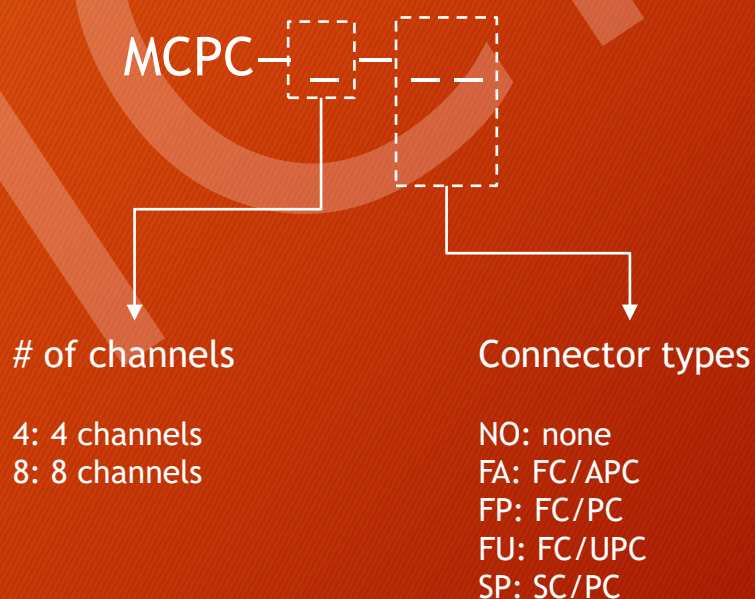 MCPC-_-_ _
# of channels
4: 4 channels
8: 8 channels
Connector types
NO: none
FA: FC/APC
FP: FC/PC
FU: FC/UPC
SP: SC/PC